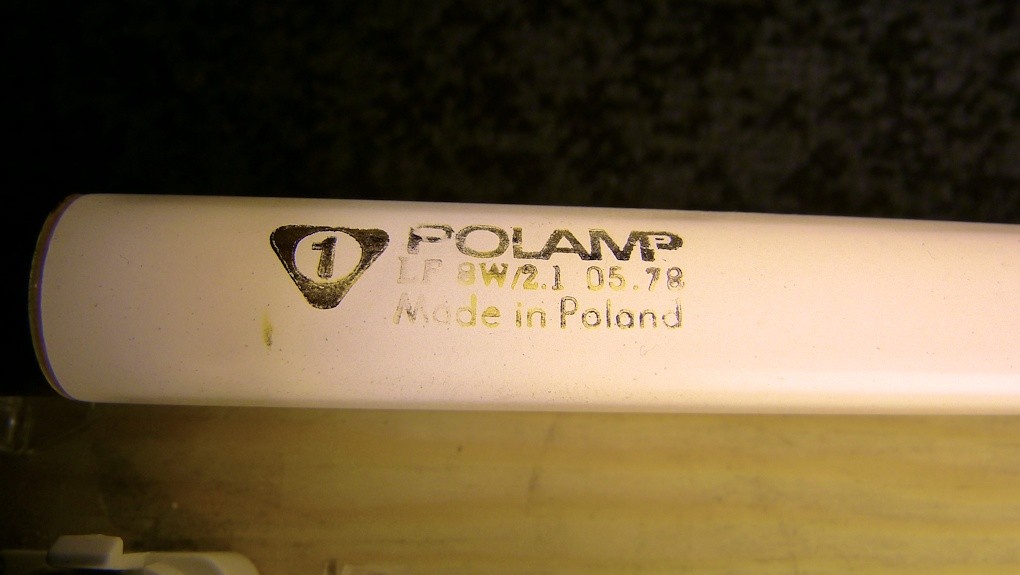 1 POLAMP
LF 8W/2.1 05.78
Made in Poland